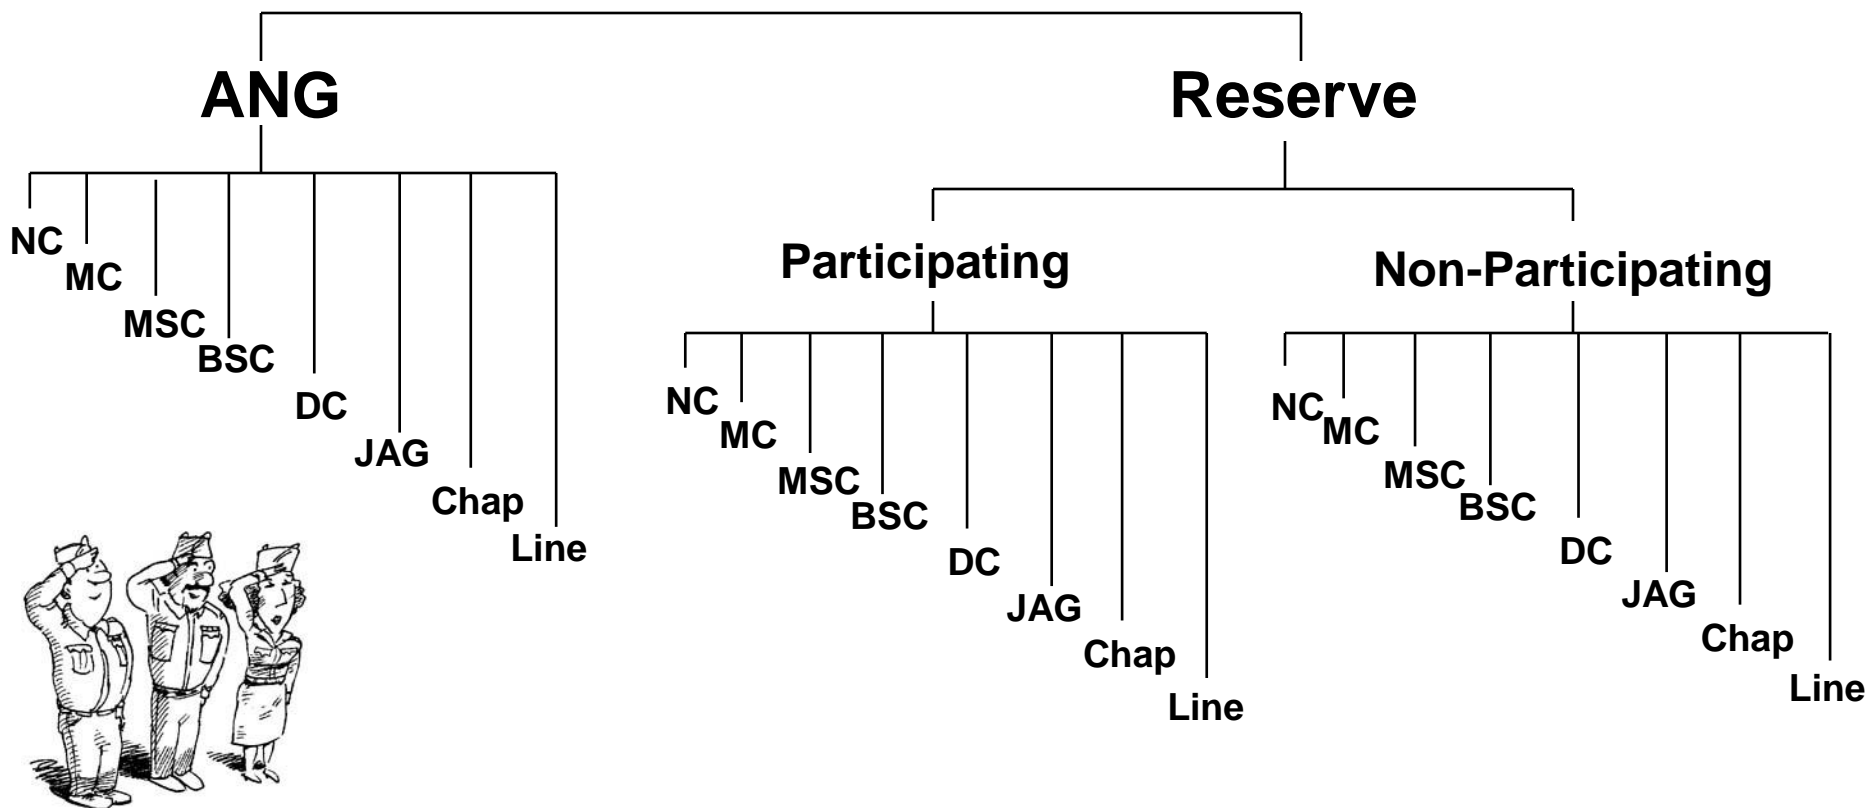 ANG
Reserve
NC
MC
MSC
BSC
DC
JAG
Chap
Line
Participating
NC
MC
MSC
BSC
DC
JAG
Chap
Line
Non-Participating
NC
MC
MSC
BSC
DC
JAG
Chap
Line